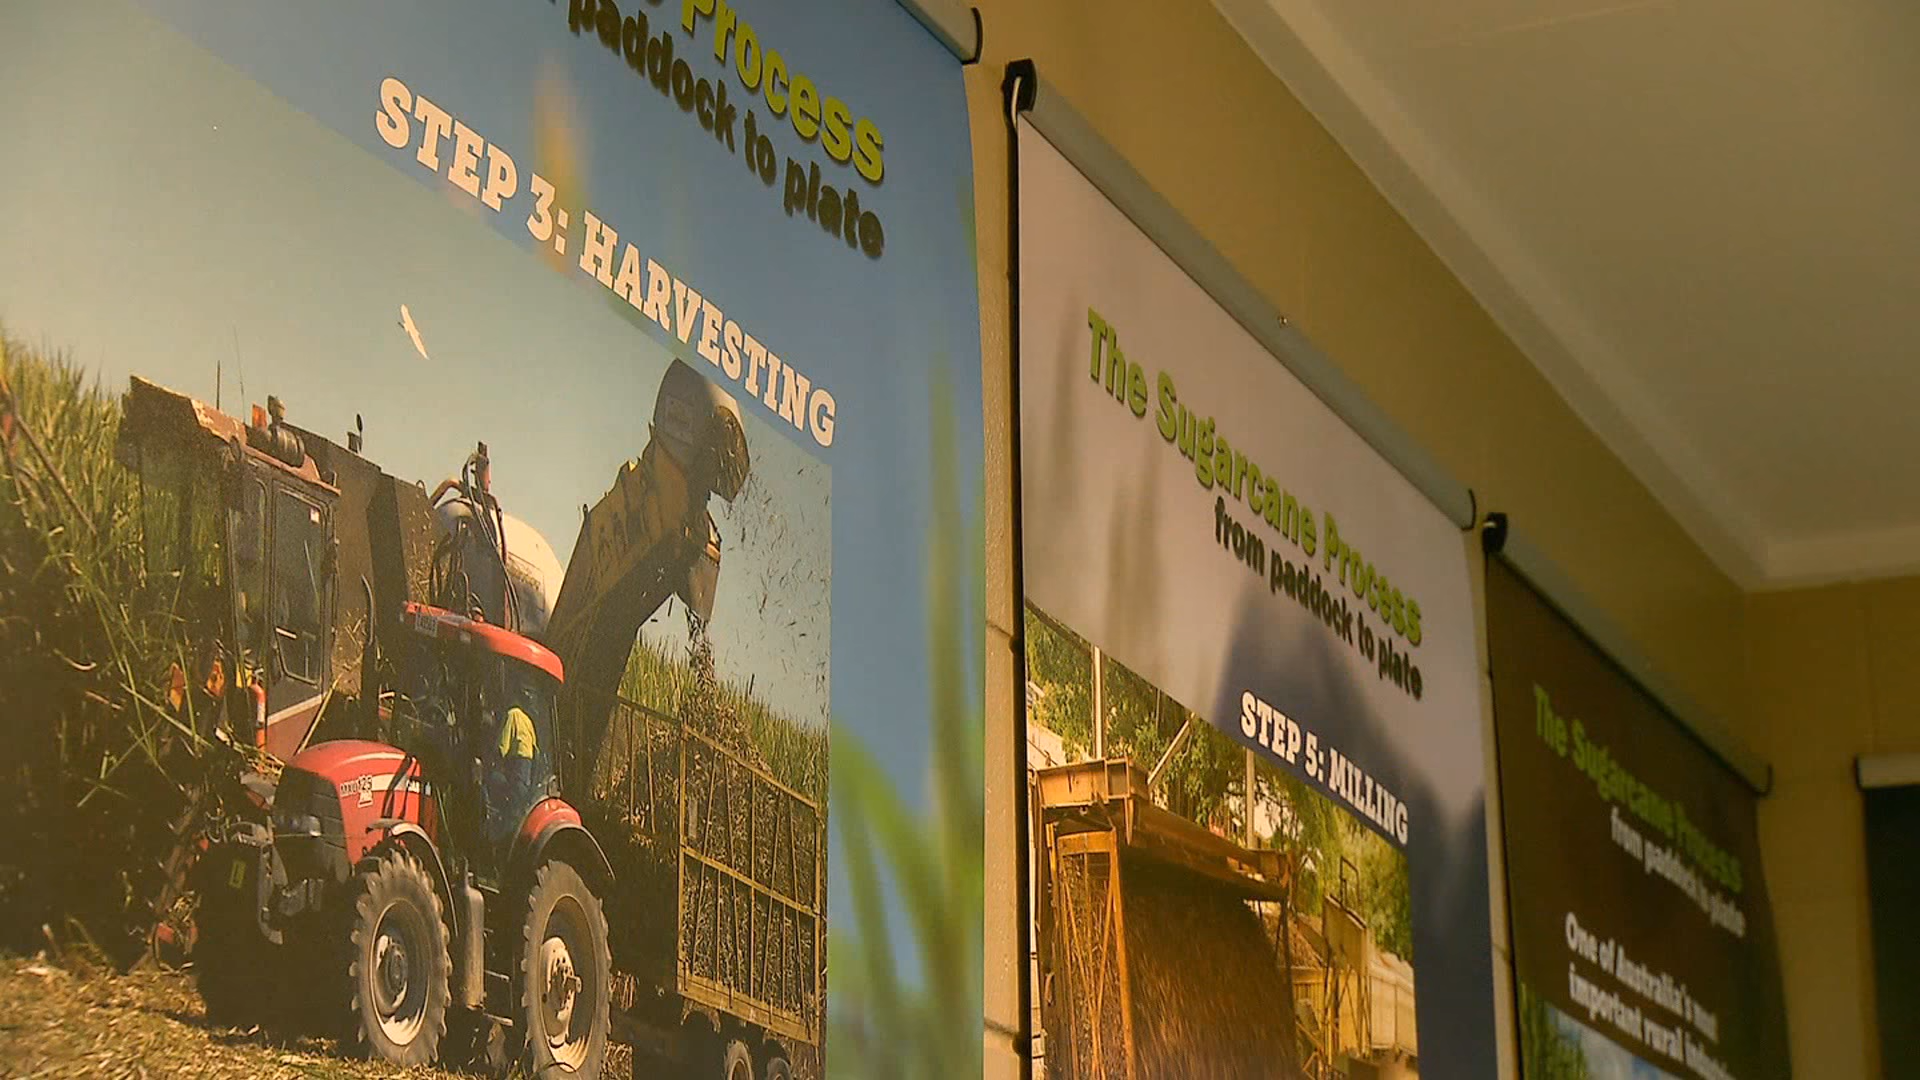 Process
paddock to plate
STEP 3: HARVESTING
The Sugarcane Process
from paddock to plate
STEP 5: MILLING
The Sugarcane Process
from paddock to plate
One of Australia's most
important rural